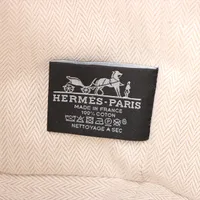 HERMES-PARIS
MADE IN FRANCE
100% COTON
NETTOYAGE A SEC